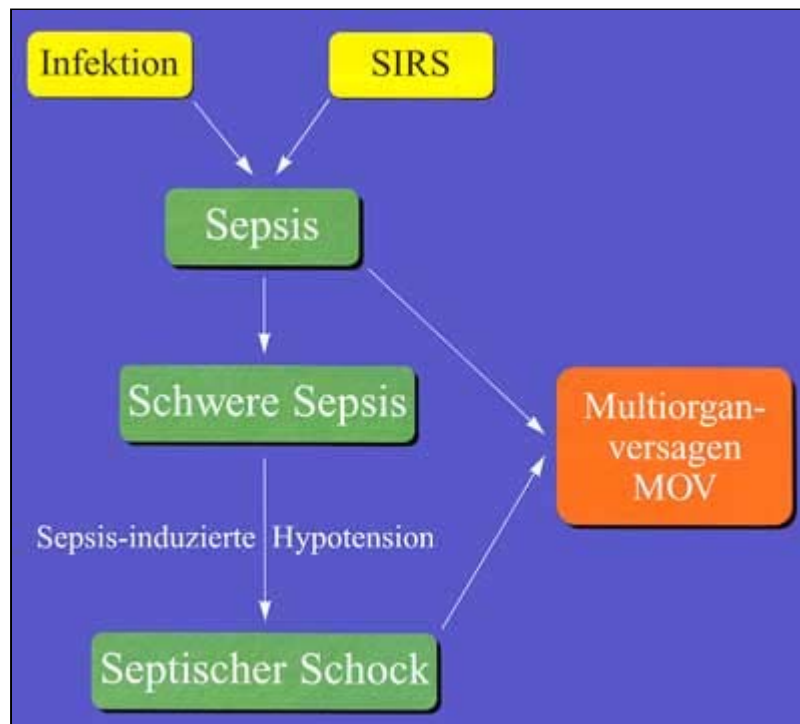 Infektion
SIRS
Sepsis
Schwere Sepsis
Multiorgan-
versagen
MOV
Sepsis-induzierte Hypotension
Septischer Schock